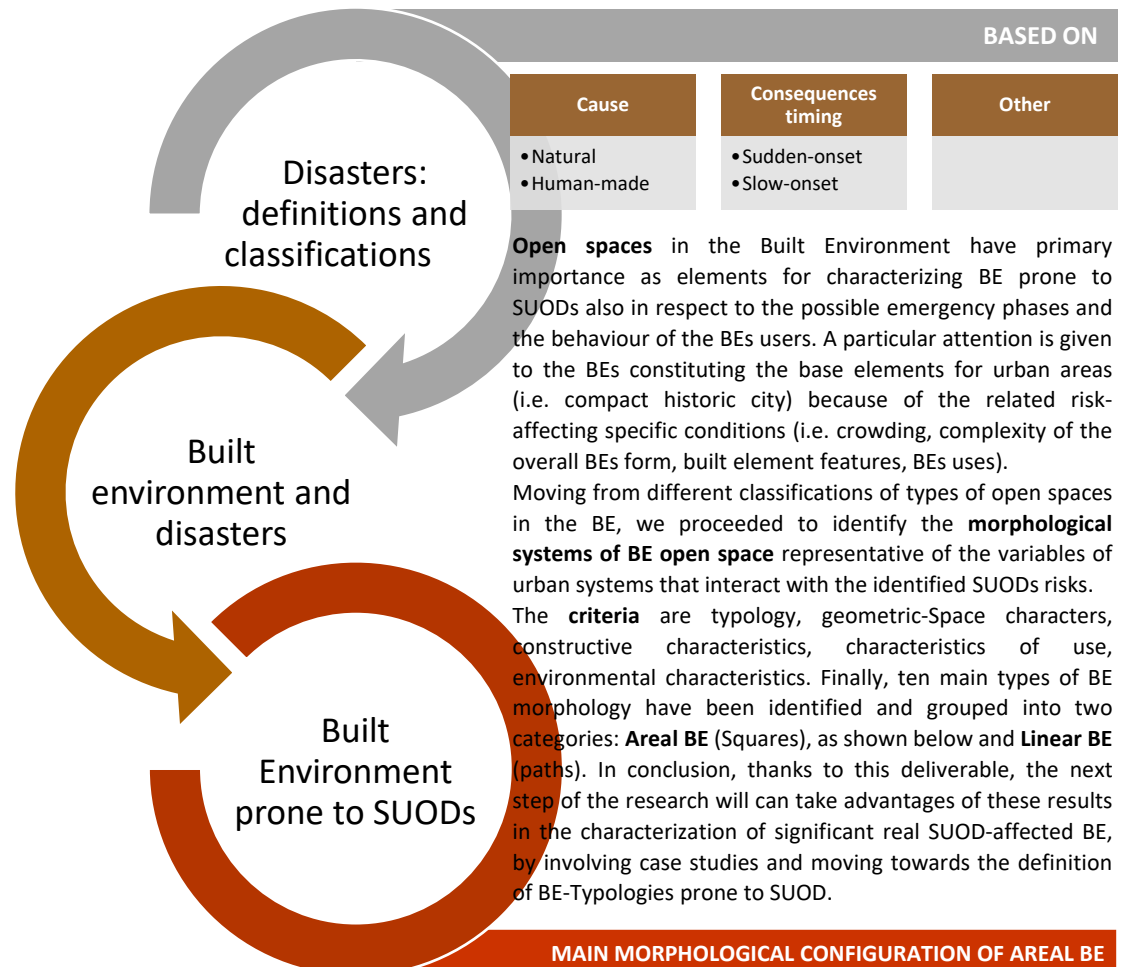 BASED ON
Cause
Consequences
timing
Other
•Natural
•Human-made
•Sudden-onset
•Slow-onset
Disasters:
definitions and
classifications
Built
environment and
disasters
Built
Environment
prone to SUODs
Open spaces in the Built Environment have primary
importance as elements for characterizing BE prone to
SUODs also in respect to the possible emergency phases and
the behaviour of the BEs users. A particular attention is given
to the BEs constituting the base elements for urban areas
(i.e. compact historic city) because of the related risk-
affecting specific conditions (i.e. crowding, complexity of the
overall BEs form, built element features, BEs uses).
Moving from different classifications of types of open spaces
in the BE, we proceeded to identify the morphological
systems of BE open space representative of the variables of
urban systems that interact with the identified SUODs risks.
The criteria are typology, geometric-Space characters,
constructive characteristics, characteristics of use,
environmental characteristics. Finally, ten main types of BE
morphology have been identified and grouped into two
categories: Areal BE (Squares), as shown below and Linear BE
(paths). In conclusion, thanks to this deliverable, the next
step of the research will can take advantages of these results
in the characterization of significant real SUOD-affected BE,
by involving case studies and moving towards the definition
of BE-Typologies prone to SUOD.
MAIN MORPHOLOGICAL CONFIGURATION OF AREAL BE